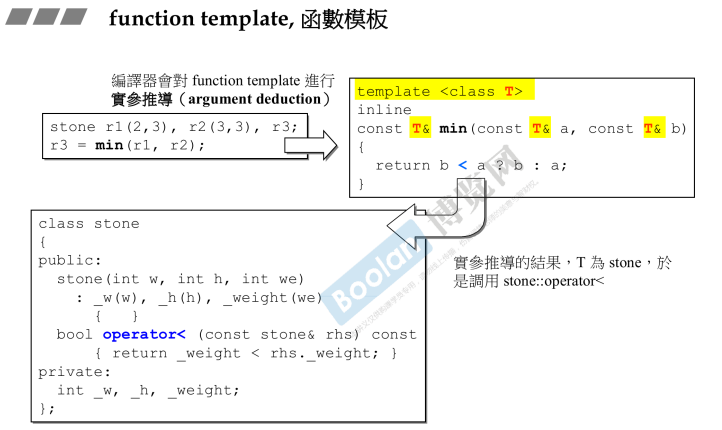 function template, 函數模板
編譯器會對 function template 進行
實參推導（argument deduction）
stone r1(2,3), r2(3,3), r3;
r3 = min(r1, r2);
template <class T>
inline
const T& min(const T& a, const T& b)
{
return b < a ? b : a;
}
class stone
{
public:
stone(int w, int h, int we)
: _w(w), _h(h), _weight(we)
{ }
bool operator< (const stone& rhs) const
{ return _weight < rhs._weight; }
private:
int _w, _h, _weight;
};
實參推導的結果，T 為 stone，於
是調用 stone::operator<
Boolan 博览网